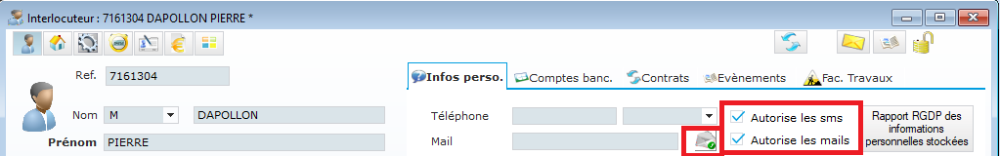 Interlocuteur : 7161304 DAPOLLON PIERRE *
Ref. 7161304
Infos perso. Comptes banc. Contrats Evènements Fac. Travaux
Nom M DAPOLLON
Téléphone
Autorise les sms
Prénom PIERRE
Mail
Autorise les mails
Rapport RGDP des
infomations
personnelles stockées